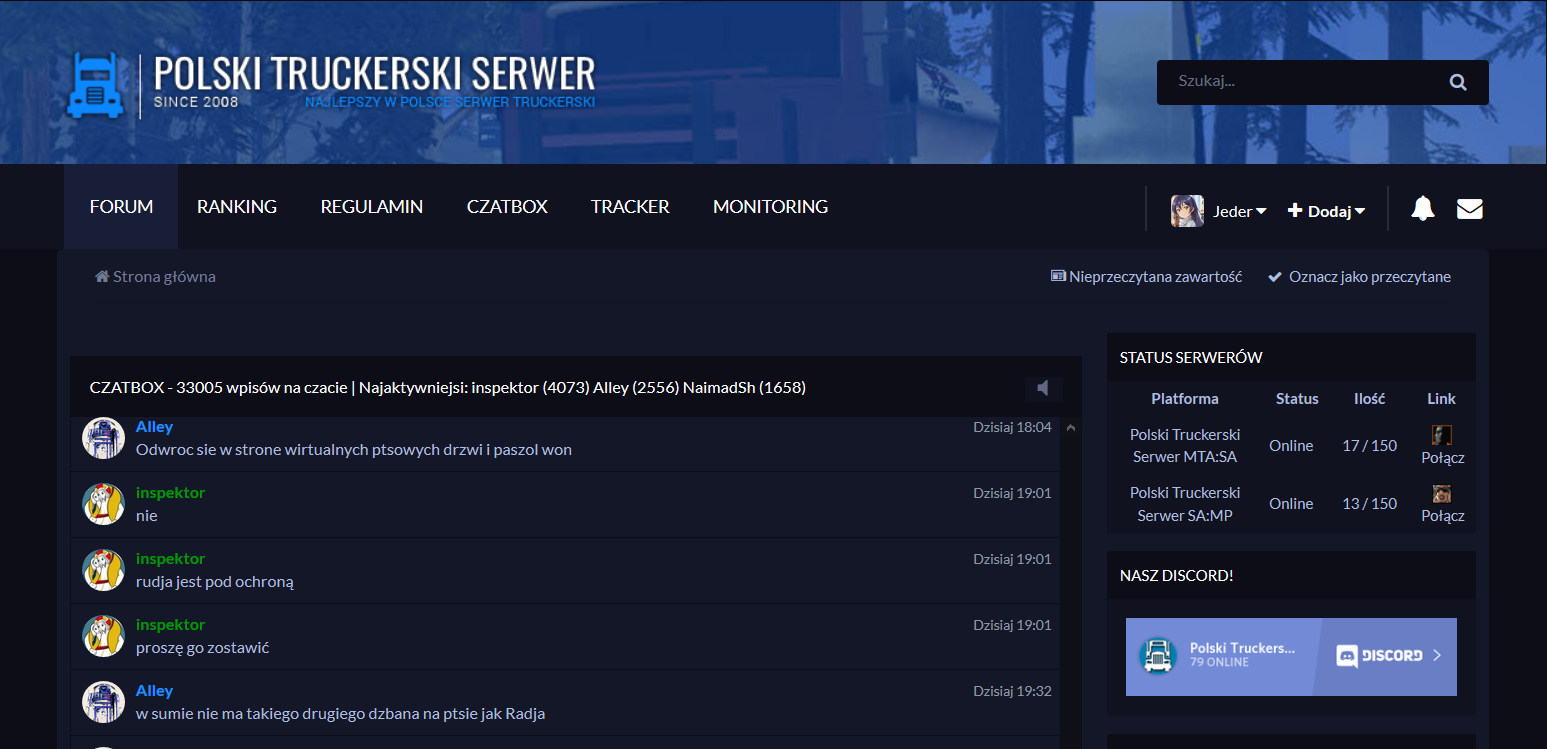 POLSKI TRUCKERSKI SERWER
SINCE 2008 NAJLEPSZY W POLSCE SERWER TRUCKERSKI
Szukaj...
FORUM RANKING REGULAMIN CZATBOX TRACKER MONITORING
Jeder Dodaj
Strona główna
Nieprzeczytana zawartość Oznacz jako przeczytane
CZATBOX - 33005 wpisów na czacie | Najaktywniejsi: inspektor (4073) Alley (2556) NaimadSh (1658)
Alley Dzisiaj 18:04
Odwroc sie w strone wirtualnych ptsowych drzwi i paszol won
inspektor Dzisiaj 19:01
nie
inspektor Dzisiaj 19:01
rudja jest pod ochroną
inspektor Dzisiaj 19:01
proszę go zostawić
Alley Dzisiaj 19:32
w sumie nie ma takiego drugiego dzbana na ptsie jak Radja
STATUS SERWERÓW
Platforma Status Ilość Link
Polski Truckerski
Serwer MTA:SA
Online 17 / 150
Połącz
Polski Truckerski
Serwer SA:MP
Online 13 / 150
Połącz
NASZ DISCORD!
Polski Truckers...
79 ONLINE
DISCORD